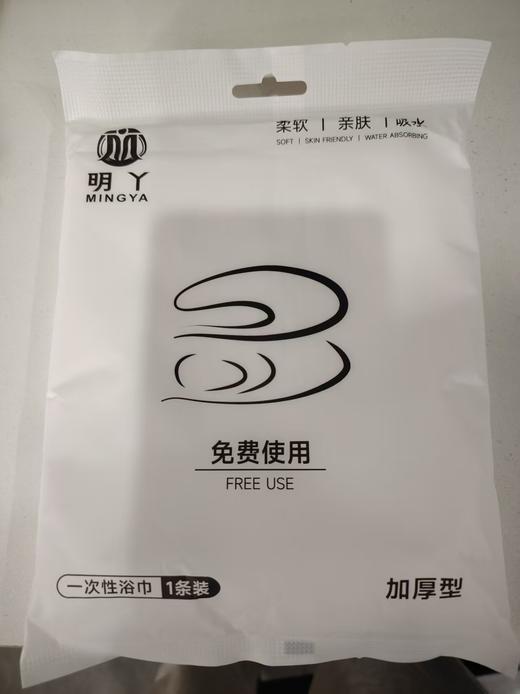 柔软 | 亲肤 | 吸水
SOFT | SKIN FRIENDLY | WATER ABSORBING
明丫
MINGYA
免费使用
FREE USE
一次性浴巾 1条装
加厚型